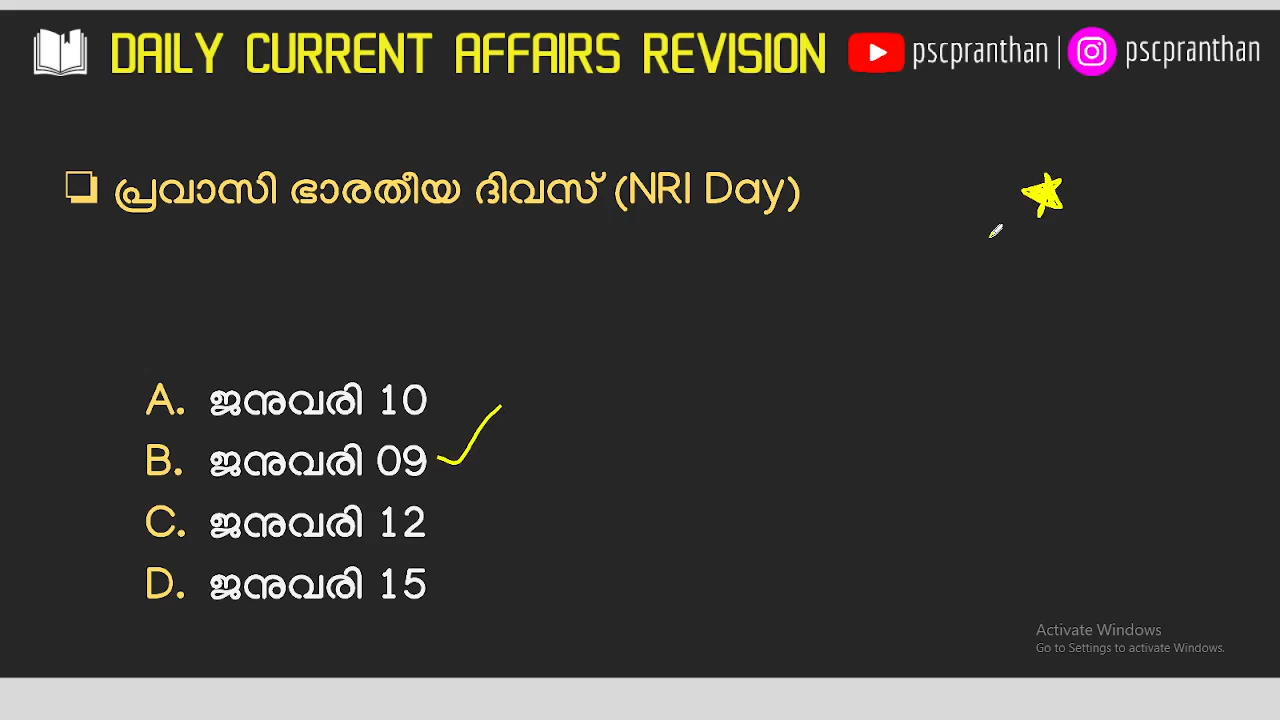 DAILY CURRENT AFFAIRS REVISION pscpranthan | pscpranthan
പ്രവാസി ഭാരതീയ ദിവസ് (NRI Day)
A. ജനുവരി 10
B. ജനുവരി 09
C. ജനുവരി 12
D. ജനുവരി 15
Activate Windows
Go to Settings to activate Windows.